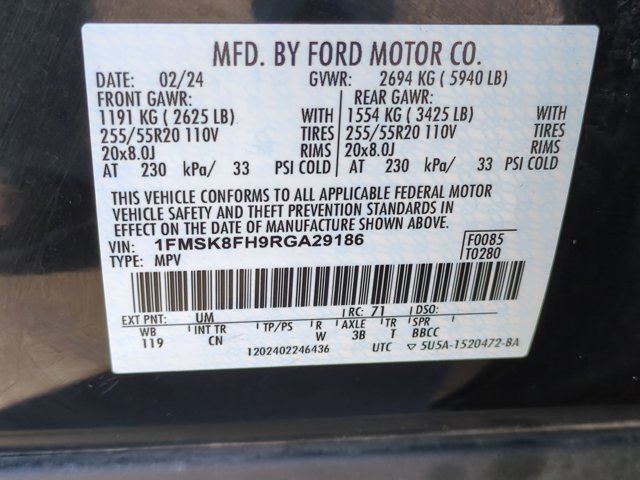 MFD. BY FORD MOTOR CO.
DATE: 02/24 GVWR: 2694 KG ( 5940 LB)
FRONT GAWR: REAR GAWR:
1191 KG ( 2625 LB) WITH 1554 KG ( 3425 LB) WITH
255/55R20 110V TIRES 255/55R20 110V TIRES
20x8.0J RIMS 20x8.0J RIMS
AT 230 kPa/ 33 PSI COLD AT 230 kPa/ 33 PSI COLD
THIS VEHICLE CONFORMS TO ALL APPLICABLE FEDERAL MOTOR
VEHICLE SAFETY AND THEFT PREVENTION STANDARDS IN
EFFECT ON THE DATE OF MANUFACTURE SHOWN ABOVE.
VIN: 1FMSK8FH9RGA29186 F0085
TYPE: MPV T0280
EXT PNT: UM RC: 71 DSO:
WB INT TR TP/PS R AXLE TR SPR
119 CN W 3B T BBCC
1202402246436 UTC ▽ 5U5A-1520472-BA